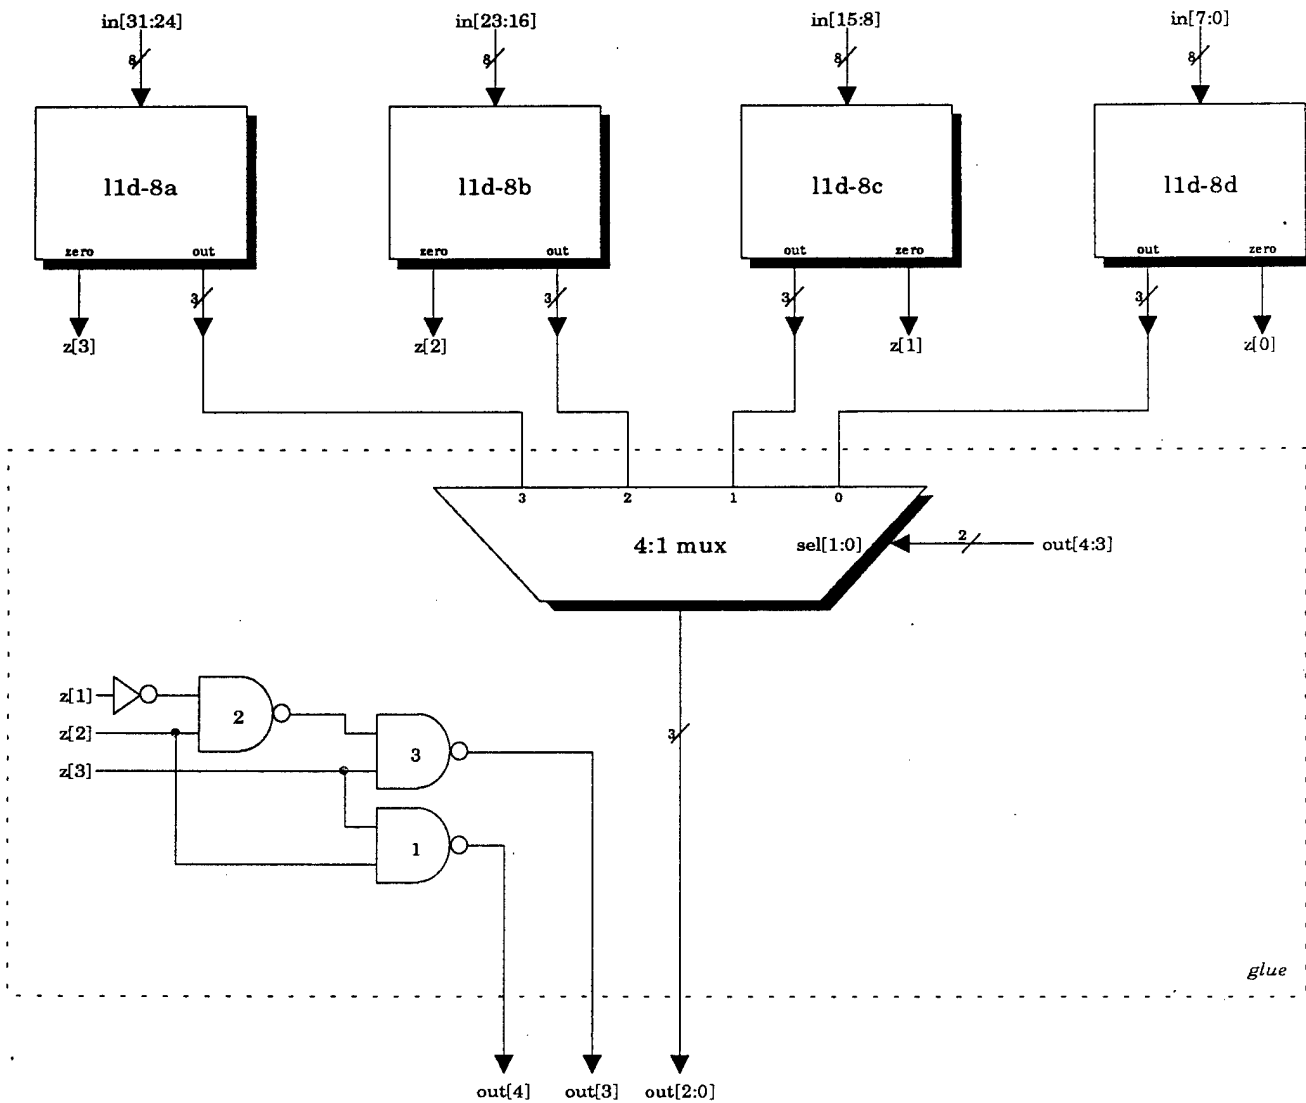 in[31:24]
in[23:16]
in[15:8]
in[7:0]
8
8
8
8
l1d-8a
l1d-8b
l1d-8c
l1d-8d
zero
out
zero
out
out
zero
out
zero
3
3
3
3
z[3]
z[2]
z[1]
z[0]
3
2
1
0
4:1 mux
sel[1:0]
2
out[4:3]
z[1]
2
z[2]
3
3
z[3]
1
glue
out[4]
out[3]
out[2:0]